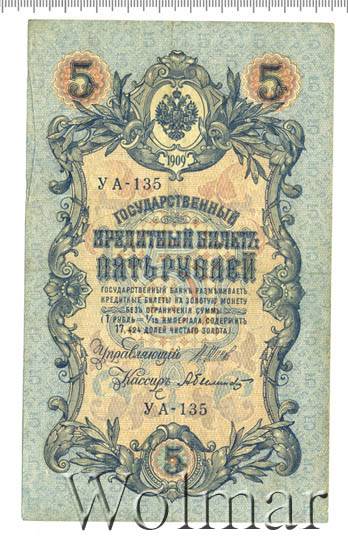 5 5
1909
УА-135
ГОСУДАРСТВЕННЫЙ
КРЕДИТНЫЙ БИЛЕТЪ
ПЯТЬ РУБЛЕЙ
ГОСУДАРСТВЕННЫЙ БАНКЪ РАЗМѢНИВАЕТЪ
КРЕДИТНЫЕ БИЛЕТЫ НА ЗОЛОТУЮ МОНЕТУ
БЕЗЪ ОГРАНИЧЕНІЯ СУММЫ
(1 РУБЛЬ = 1/15 ИМПЕРІАЛА, СОДЕРЖИТЪ
17,424 ДОЛЕЙ ЧИСТАГО ЗОЛОТА).
Управляющій
Кассиръ
УА-135
5
Wolmar